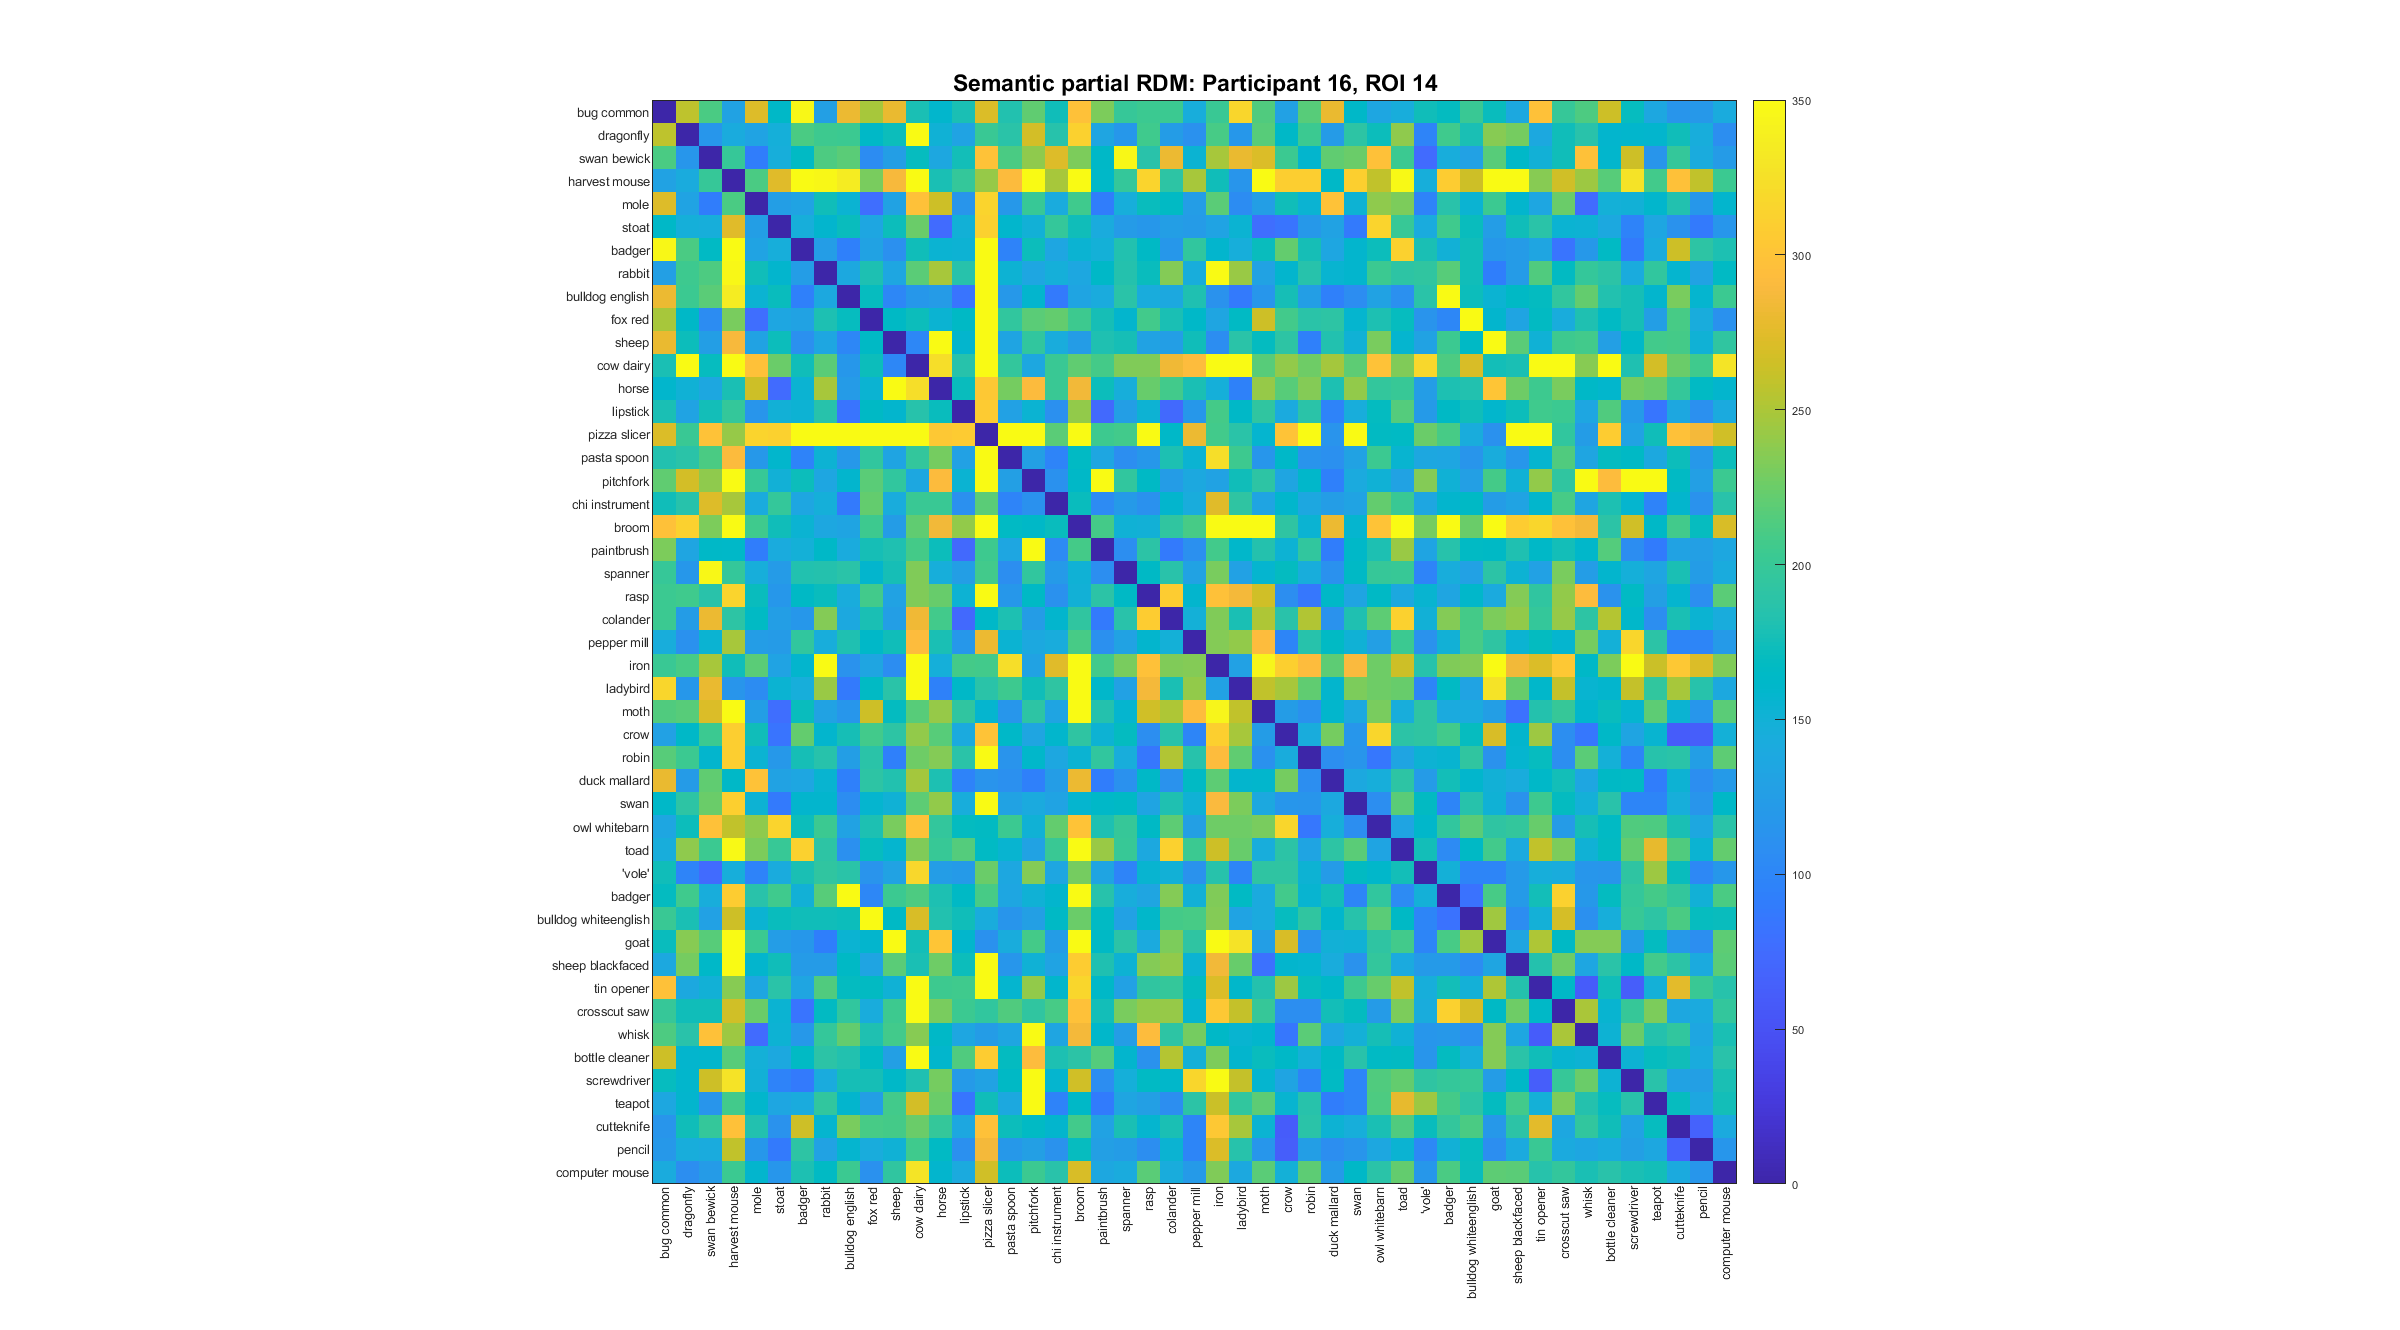 Semantic partial RDM: Participant 16, ROI 14
bug common
dragonfly
swan bewick
harvest mouse
mole
stoat
badger
rabbit
bulldog english
fox red
sheep
cow dairy
horse
lipstick
pizza slicer
pasta spoon
pitchfork
chi instrument
broom
paintbrush
spanner
rasp
colander
pepper mill
iron
ladybird
moth
crow
robin
duck mallard
swan
owl whitebarn
toad
'vole'
badger
bulldog whiteenglish
goat
sheep blackfaced
tin opener
crosscut saw
whisk
bottle cleaner
screwdriver
teapot
cutteknife
pencil
computer mouse
bug common
dragonfly
swan bewick
harvest mouse
mole
stoat
badger
rabbit
bulldog english
fox red
sheep
cow dairy
horse
lipstick
pizza slicer
pasta spoon
pitchfork
chi instrument
broom
paintbrush
spanner
rasp
colander
pepper mill
iron
ladybird
moth
crow
robin
duck mallard
swan
owl whitebarn
toad
'vole'
badger
bulldog whiteenglish
goat
sheep blackfaced
tin opener
crosscut saw
whisk
bottle cleaner
screwdriver
teapot
cutteknife
pencil
computer mouse
350
300
250
200
150
100
50
0